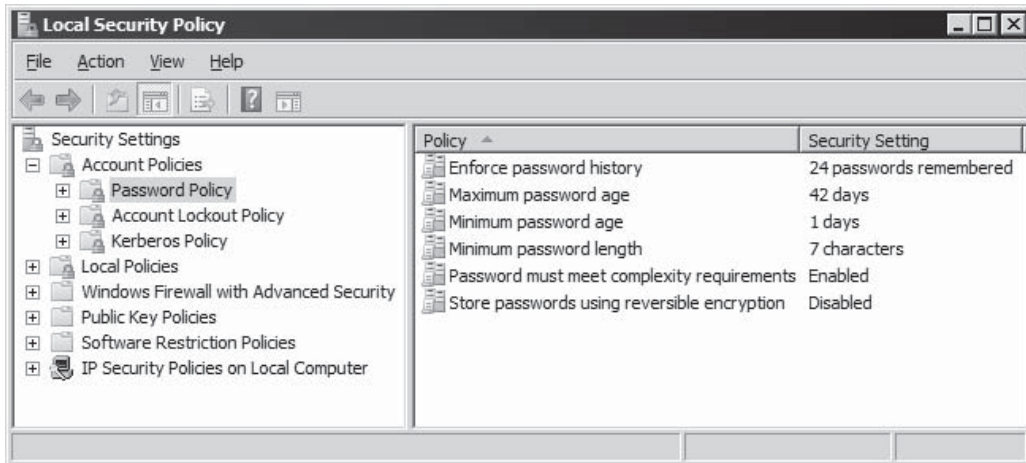 Local Security Policy
File Action View Help
Security Settings
Account Policies
Password Policy
Account Lockout Policy
Kerberos Policy
Local Policies
Windows Firewall with Advanced Security
Public Key Policies
Software Restriction Policies
IP Security Policies on Local Computer
Policy Security Setting
Enforce password history 24 passwords remembered
Maximum password age 42 days
Minimum password age 1 days
Minimum password length 7 characters
Password must meet complexity requirements Enabled
Store passwords using reversible encryption Disabled